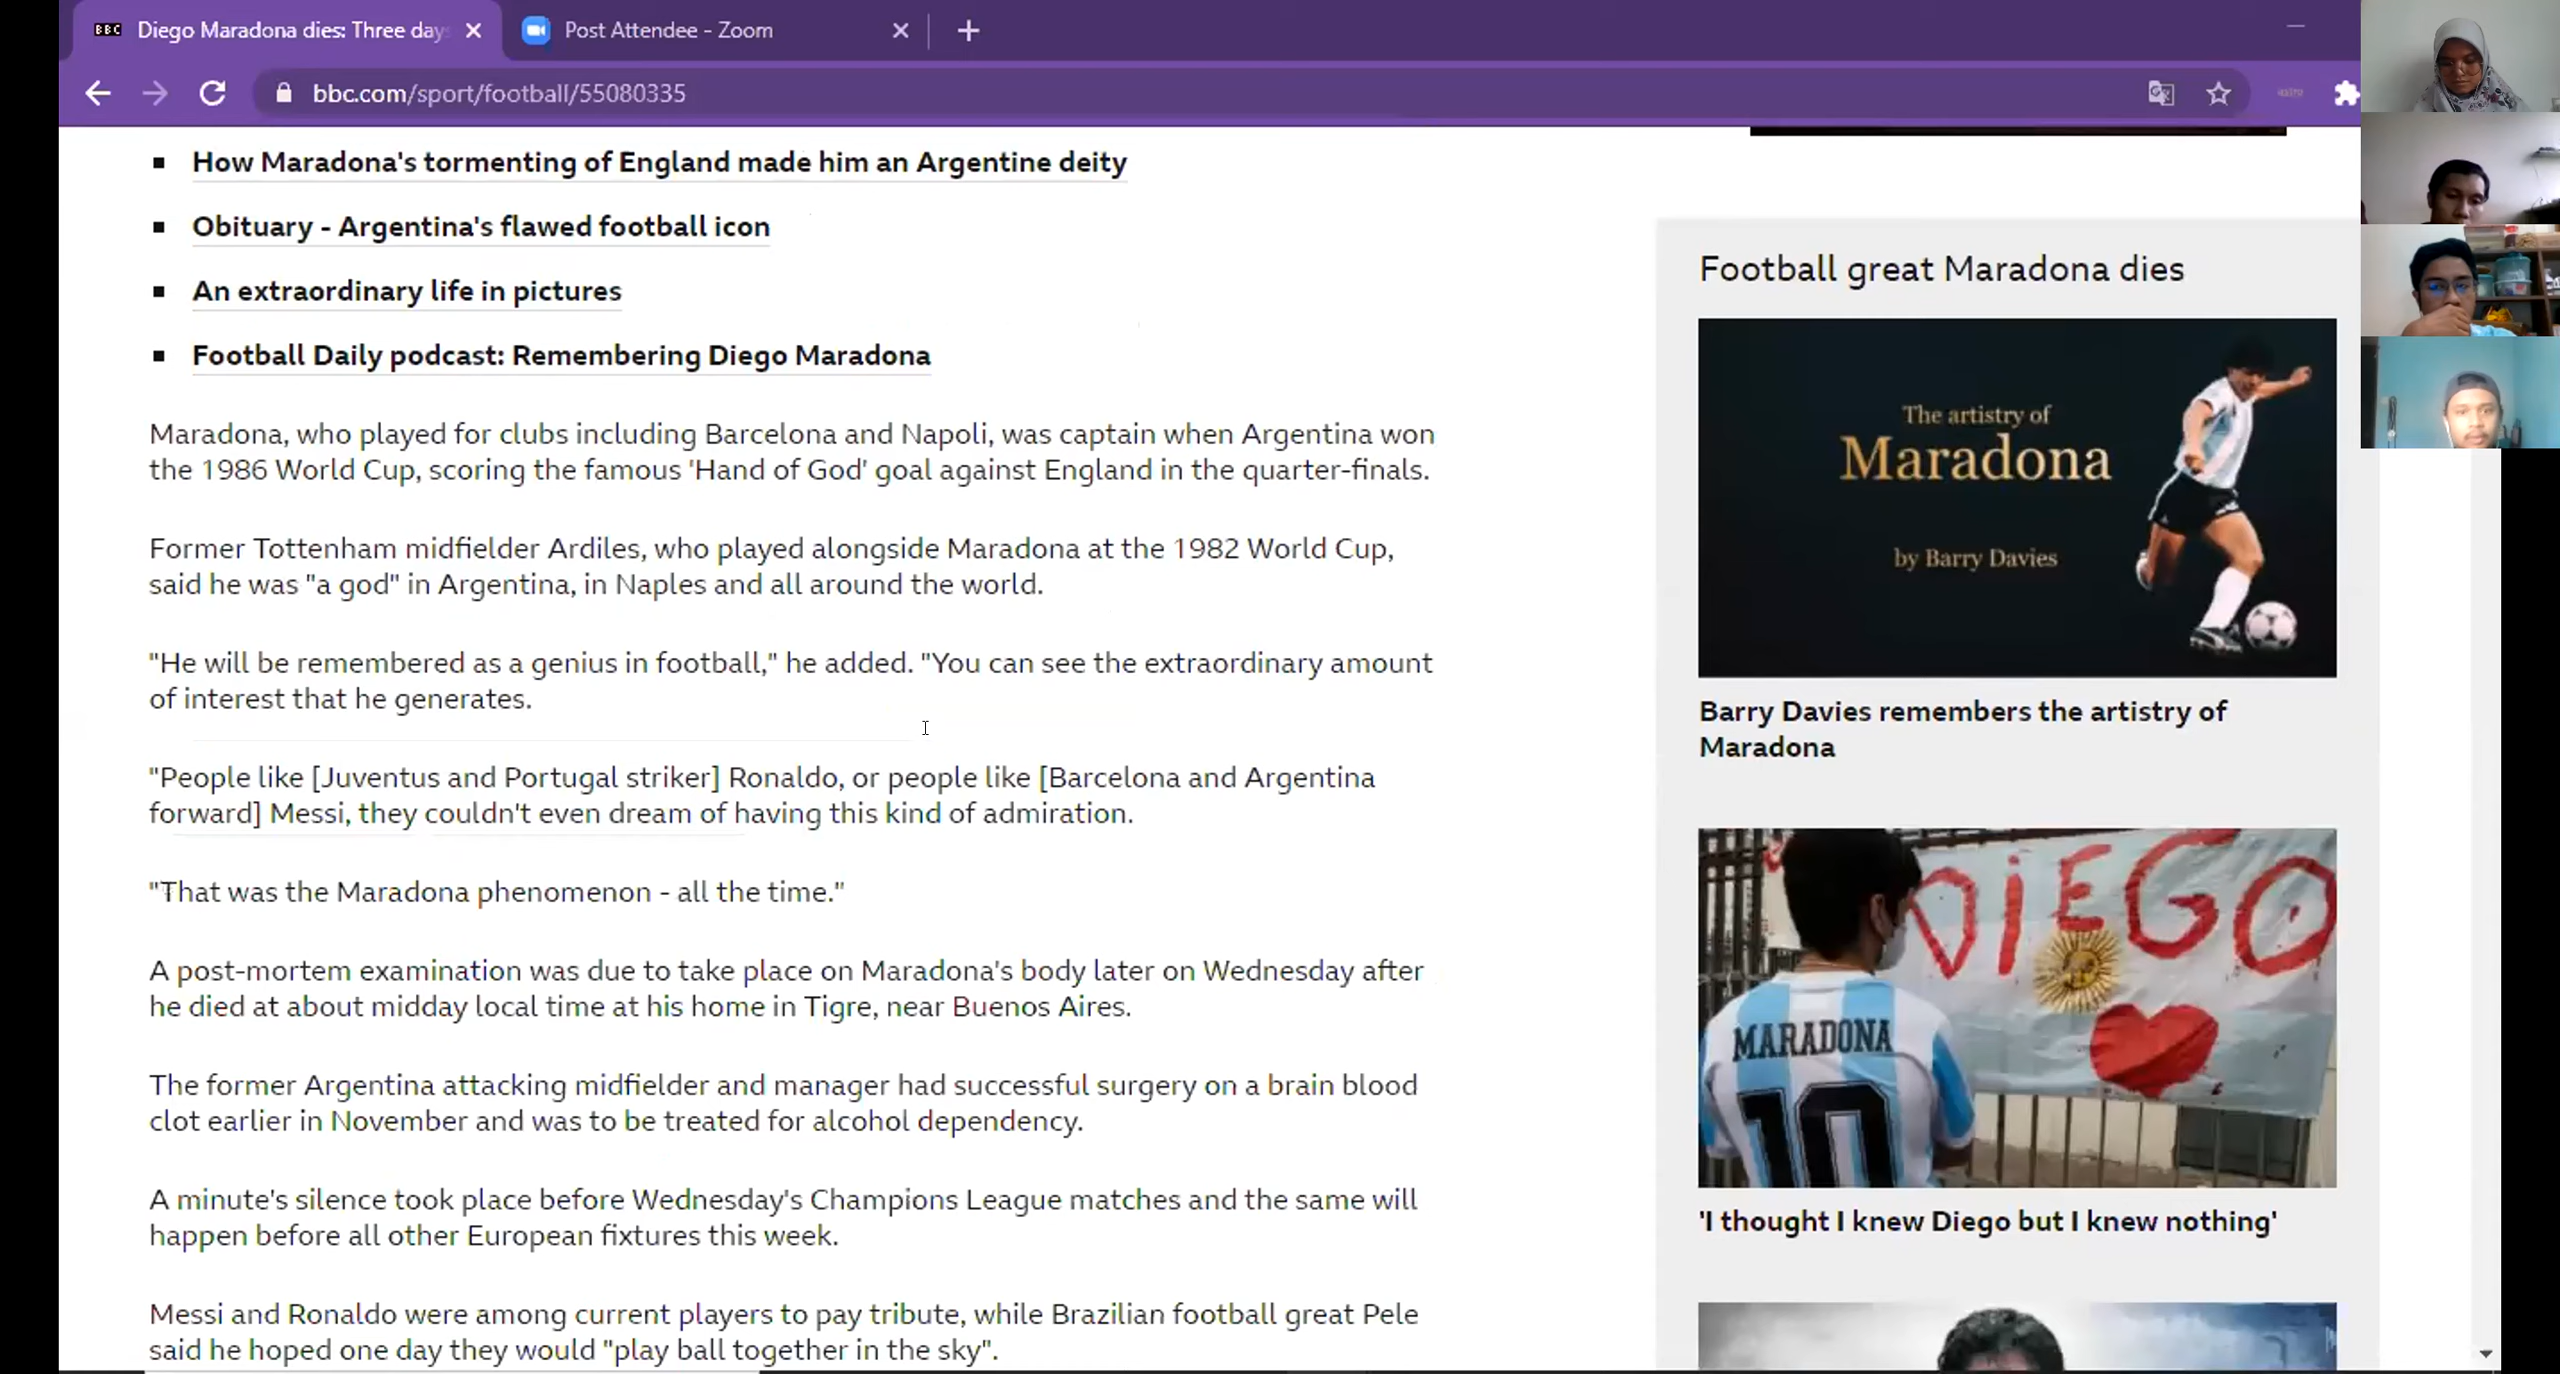 BBC Diego Maradona dies: Three day
Post Attendee - Zoom
bbc.com/sport/football/55080335
How Maradona's tormenting of England made him an Argentine deity
Obituary - Argentina's flawed football icon
An extraordinary life in pictures
Football Daily podcast: Remembering Diego Maradona
Maradona, who played for clubs including Barcelona and Napoli, was captain when Argentina won
the 1986 World Cup, scoring the famous 'Hand of God' goal against England in the quarter-finals.
Former Tottenham midfielder Ardiles, who played alongside Maradona at the 1982 World Cup,
said he was "a god" in Argentina, in Naples and all around the world.
"He will be remembered as a genius in football," he added. "You can see the extraordinary amount
of interest that he generates.
"People like [Juventus and Portugal striker] Ronaldo, or people like [Barcelona and Argentina
forward] Messi, they couldn't even dream of having this kind of admiration.
"That was the Maradona phenomenon - all the time."
A post-mortem examination was due to take place on Maradona's body later on Wednesday after
he died at about midday local time at his home in Tigre, near Buenos Aires.
The former Argentina attacking midfielder and manager had successful surgery on a brain blood
clot earlier in November and was to be treated for alcohol dependency.
A minute's silence took place before Wednesday's Champions League matches and the same will
happen before all other European fixtures this week.
Messi and Ronaldo were among current players to pay tribute, while Brazilian football great Pele
said he hoped one day they would "play ball together in the sky".
Football great Maradona dies
The artistry of
Maradona
by Barry Davies
Barry Davies remembers the artistry of
Maradona
DiEGO
MARADONA
10
'I thought I knew Diego but I knew nothing'